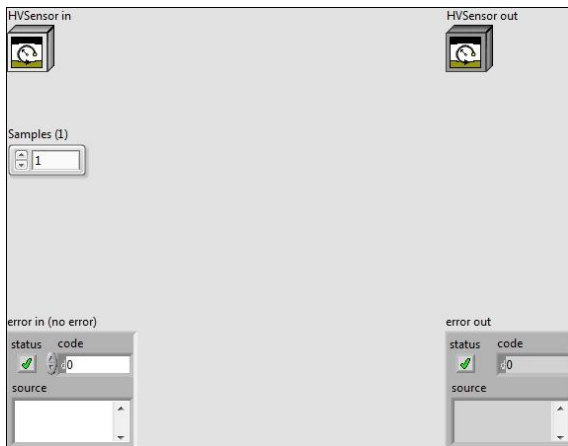 HVSensor in
HVSensor out
Samples (1)
1
error in (no error)
status code
0
source
error out
status code
0
source